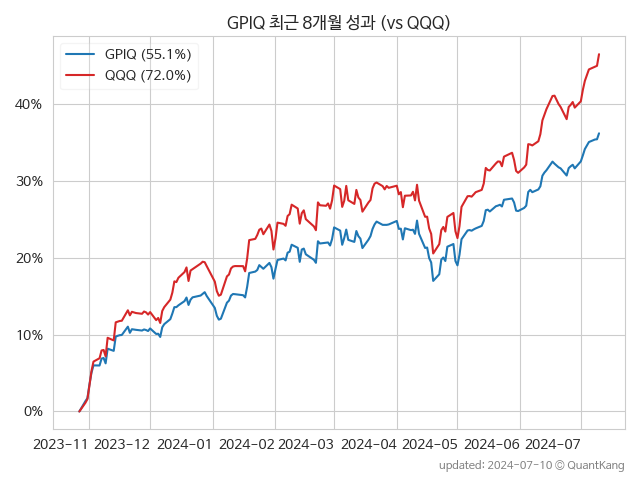 GPIQ 최근 8개월 성과 (vs QQQ)
GPIQ (55.1%)
QQQ (72.0%)
40%
30%
20%
10%
0%
2023-11 2023-12 2024-01 2024-02 2024-03 2024-04 2024-05 2024-06 2024-07
updated: 2024-07-10 © QuantKang